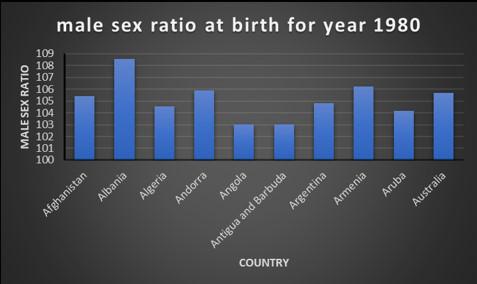 male sex ratio at birth for year 1980
MALE SEX RATIO
109
108
107
106
105
104
103
102
101
100
Afghanistan
Albania
Algeria
Andorra
Angola
Antigua and Barbuda
Argentina
Armenia
Aruba
Australia
COUNTRY